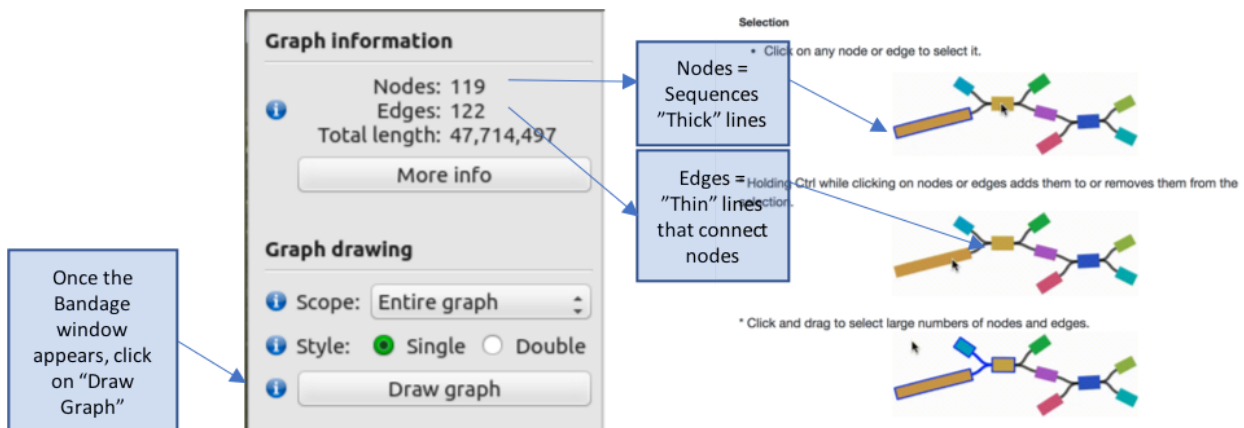 Graph information
Nodes: 119
Edges: 122
Total length: 47,714,497
More info
Graph drawing
Scope: Entire graph
Style: Single Double
Draw graph
Once the
Bandage
window
appears, click
on “Draw
Graph”
Nodes =
Sequences
”Thick” lines
Edges =
”Thin” lines
that connect
nodes
Selection
• Click on any node or edge to select it.
Holding Ctrl while clicking on nodes or edges adds them to or removes them from the
selection.
* Click and drag to select large numbers of nodes and edges.